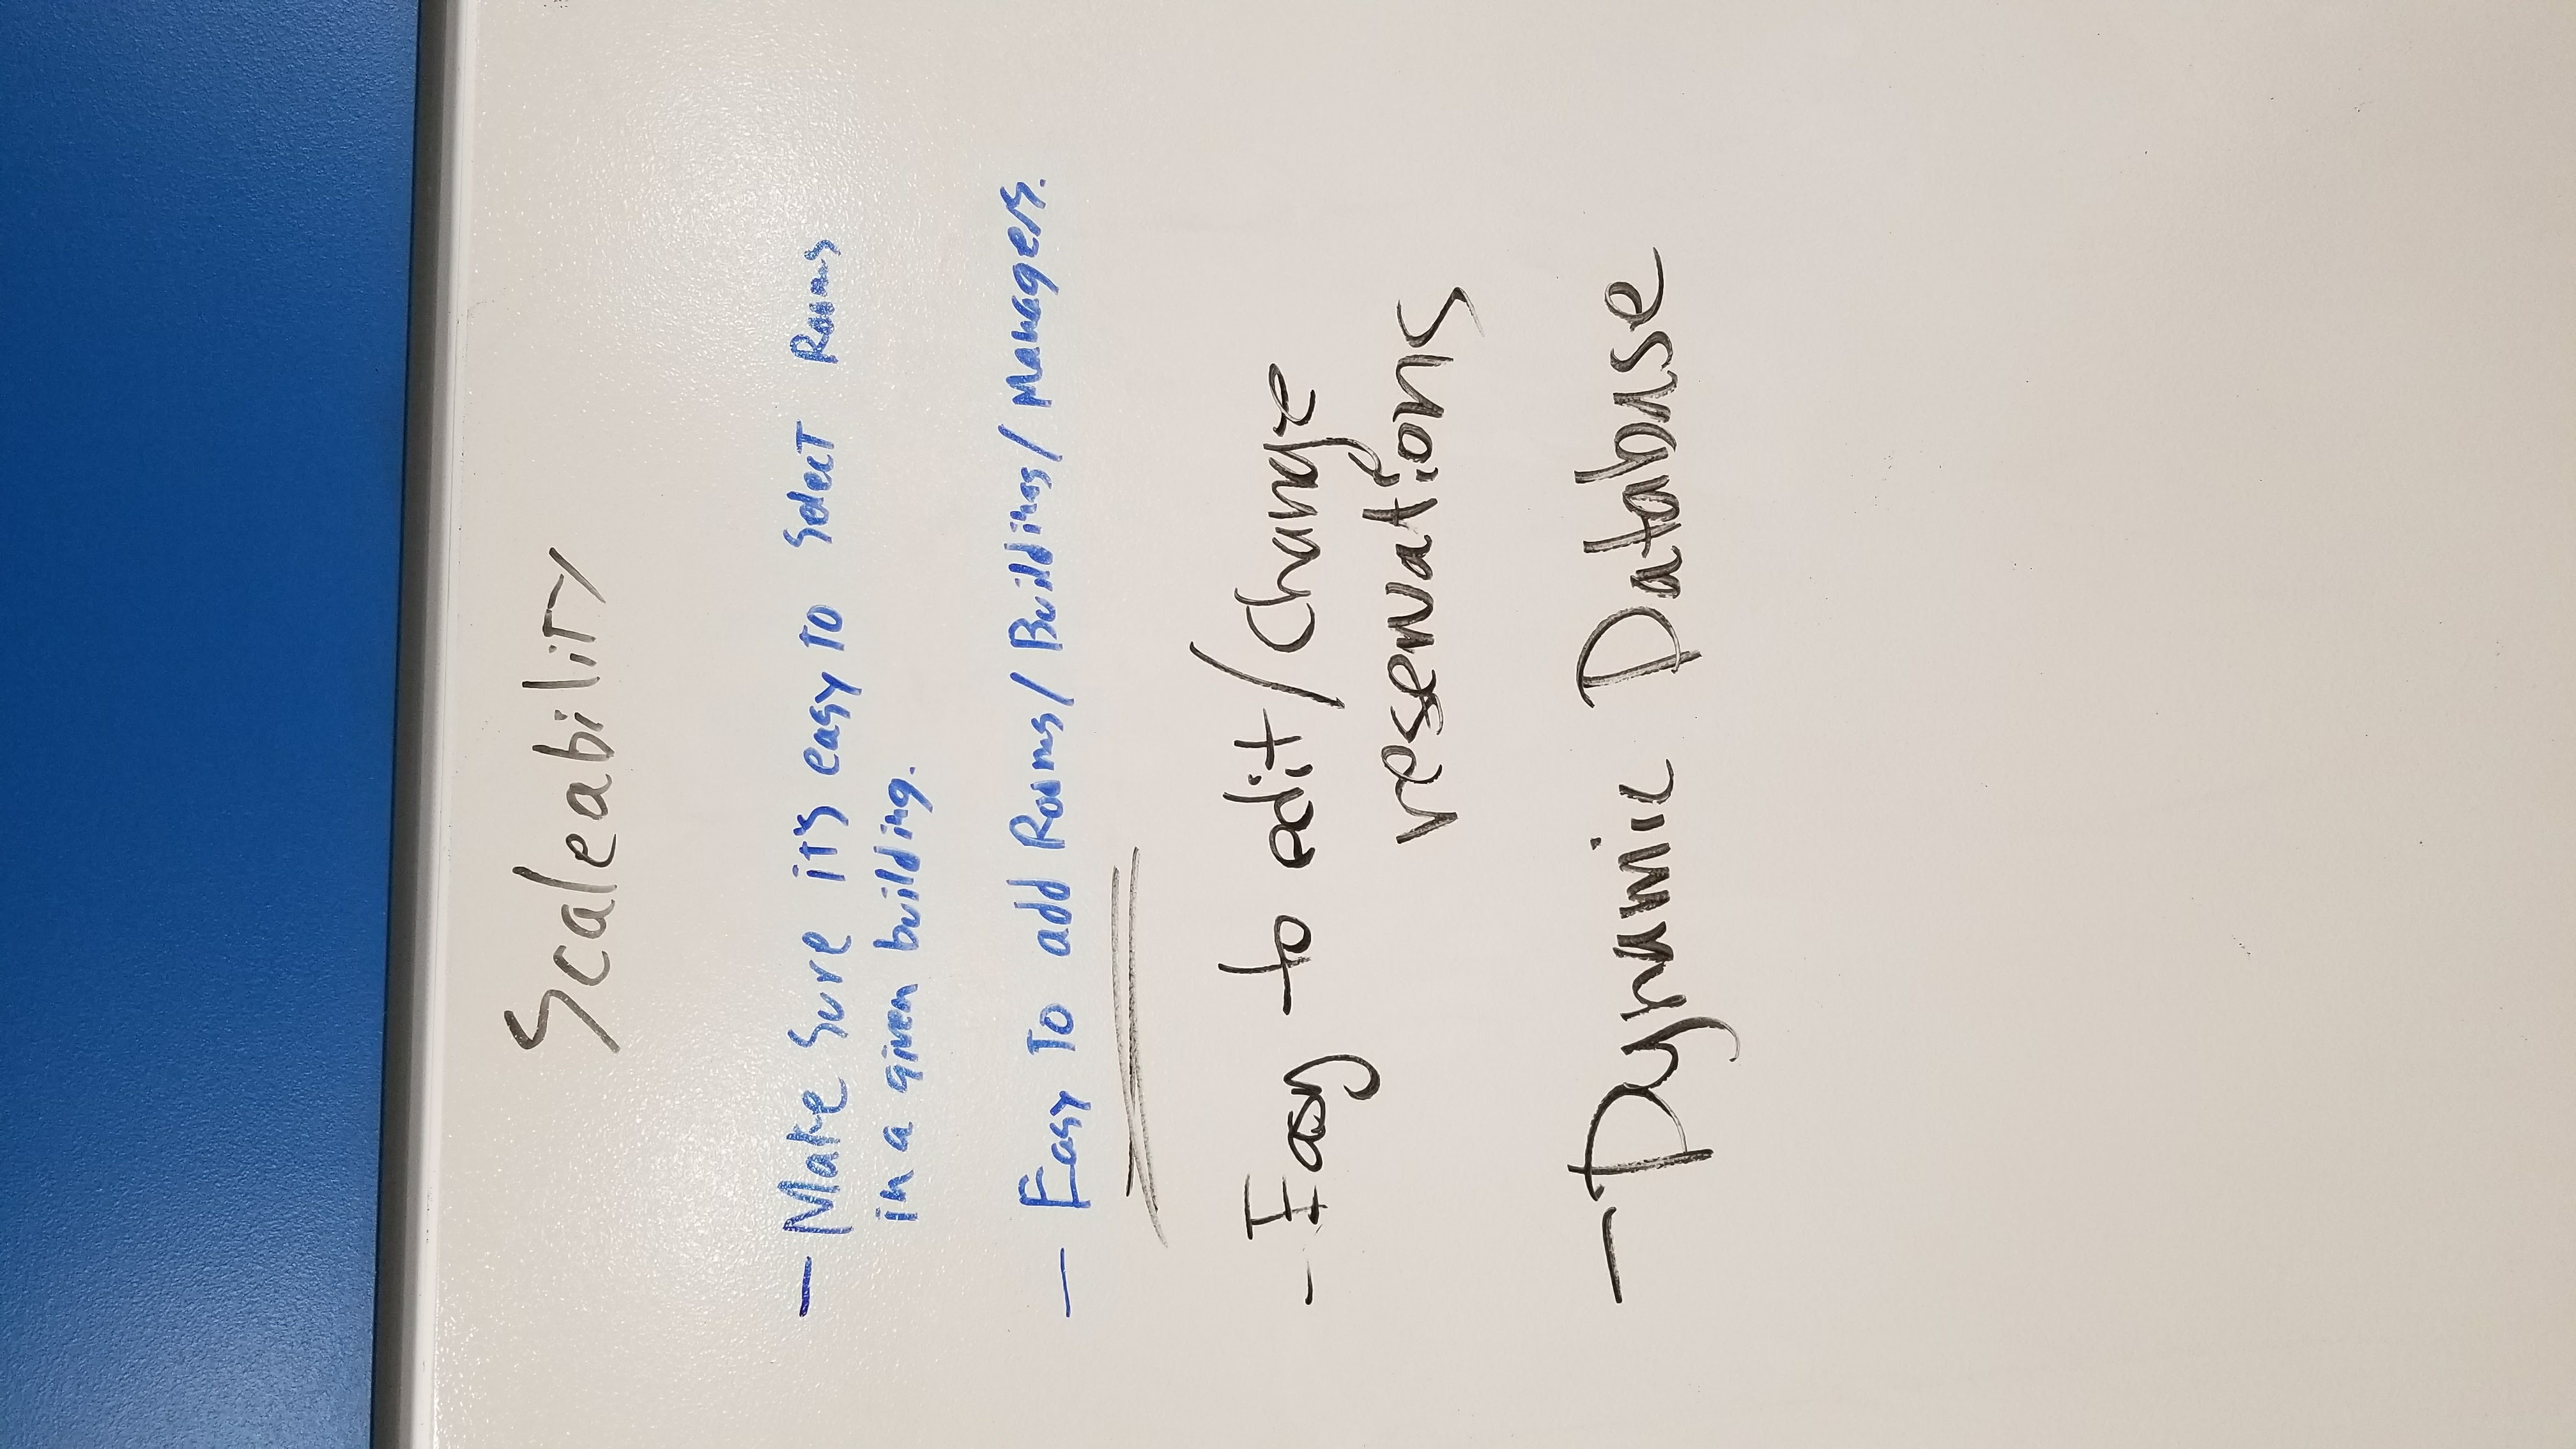 Scaleability
- Make Sure it's easy to Select Rooms
in a given building.
- Easy to add Rooms/Buildings/Managers.
- Easy to edit/Change
reservations
- Dynamic Database